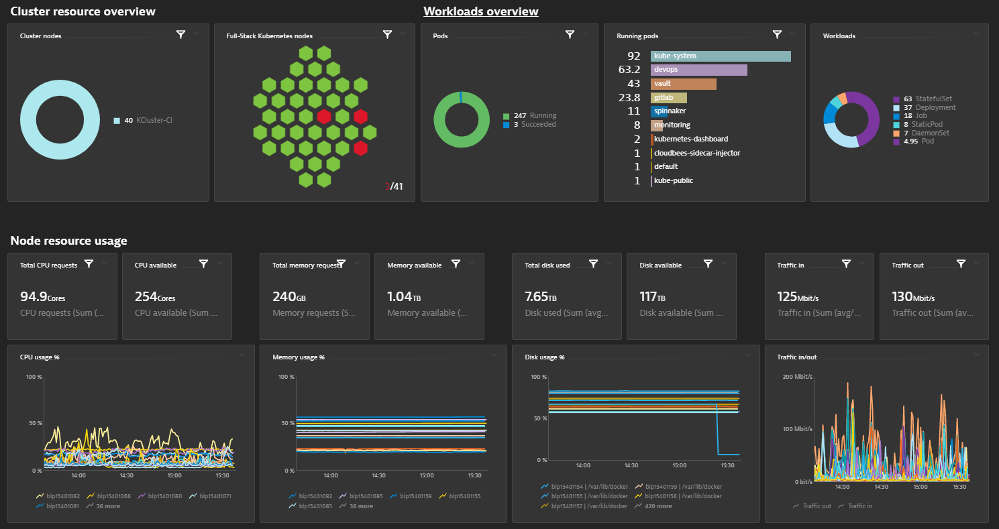 Cluster resource overview
Workloads overview
Cluster nodes
40 KCluster-CI
Full-Stack Kubernetes nodes
3/41
Pods
247 Running
3 Succeeded
Running pods
92 kube-system
63.2 devops
43 vault
23.8 gitlab
11 spinnaker
8 monitoring
2 kubernetes-dashboard
1 cloudbees-sidecar-injector
1 default
1 kube-public
Workloads
63 StatefulSet
37 Deployment
18 Job
8 StaticPod
7 DaemonSet
4.95 Pod
Node resource usage
Total CPU requests
94.9Cores
CPU requests (Sum (...
CPU available
254Cores
CPU available (Sum ...
Total memory requests
240GB
Memory requests (S...
Memory available
1.04TB
Memory available (...
Total disk used
7.65TB
Disk used (Sum (avg...
Disk available
117TB
Disk available (Sum ...
Traffic in
125Mbit/s
Traffic in (Sum (avg/...
Traffic out
130Mbit/s
Traffic out (Sum (av...
CPU usage %
100 %
50 %
0 %
14:00 14:30 15:00 15:30
blp15401082 blp15401066 blp15401080 blp15401071
blp15401081 36 more
Memory usage %
100 %
50 %
0 %
14:00 14:30 15:00 15:30
blp15401092 blp15401085 blp15401159 blp15401155
blp15401083 36 more
Disk usage %
100 %
50 %
0 %
14:00 14:30 15:00 15:30
blp15401154 | /var/lib/docker blp15401159 | /var/lib/docker
blp15401155 | /var/lib/docker blp15401156 | /var/lib/docker
blp15401157 | /var/lib/docker 420 more
Traffic in/out
200 Mbit/s
100 Mbit/s
0 bit/s
14:00 14:30 15:00 15:30
Traffic out Traffic in